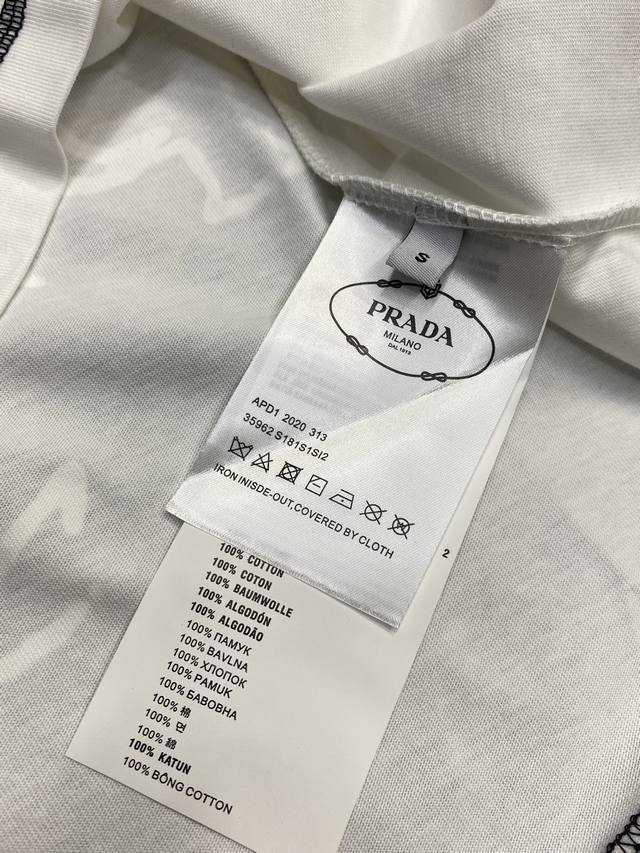 S
PRADA
MILANO
DAL 1913
APD1 2020 313
35962 S181S1SI2
IRON INISDE-OUT,COVERED BY CLOTH
2
100% COTTON
100% COTON
100% BAUMWOLLE
100% ALGODÓN
100% ALGODÃO
100% ПАМУК
100% BAVLNA
100% ХЛОПОК
100% PAMUK
100% БАВОВНА
100% 棉
100% 면
100% 綿
100% KATUN
100% BÔNG COTTON